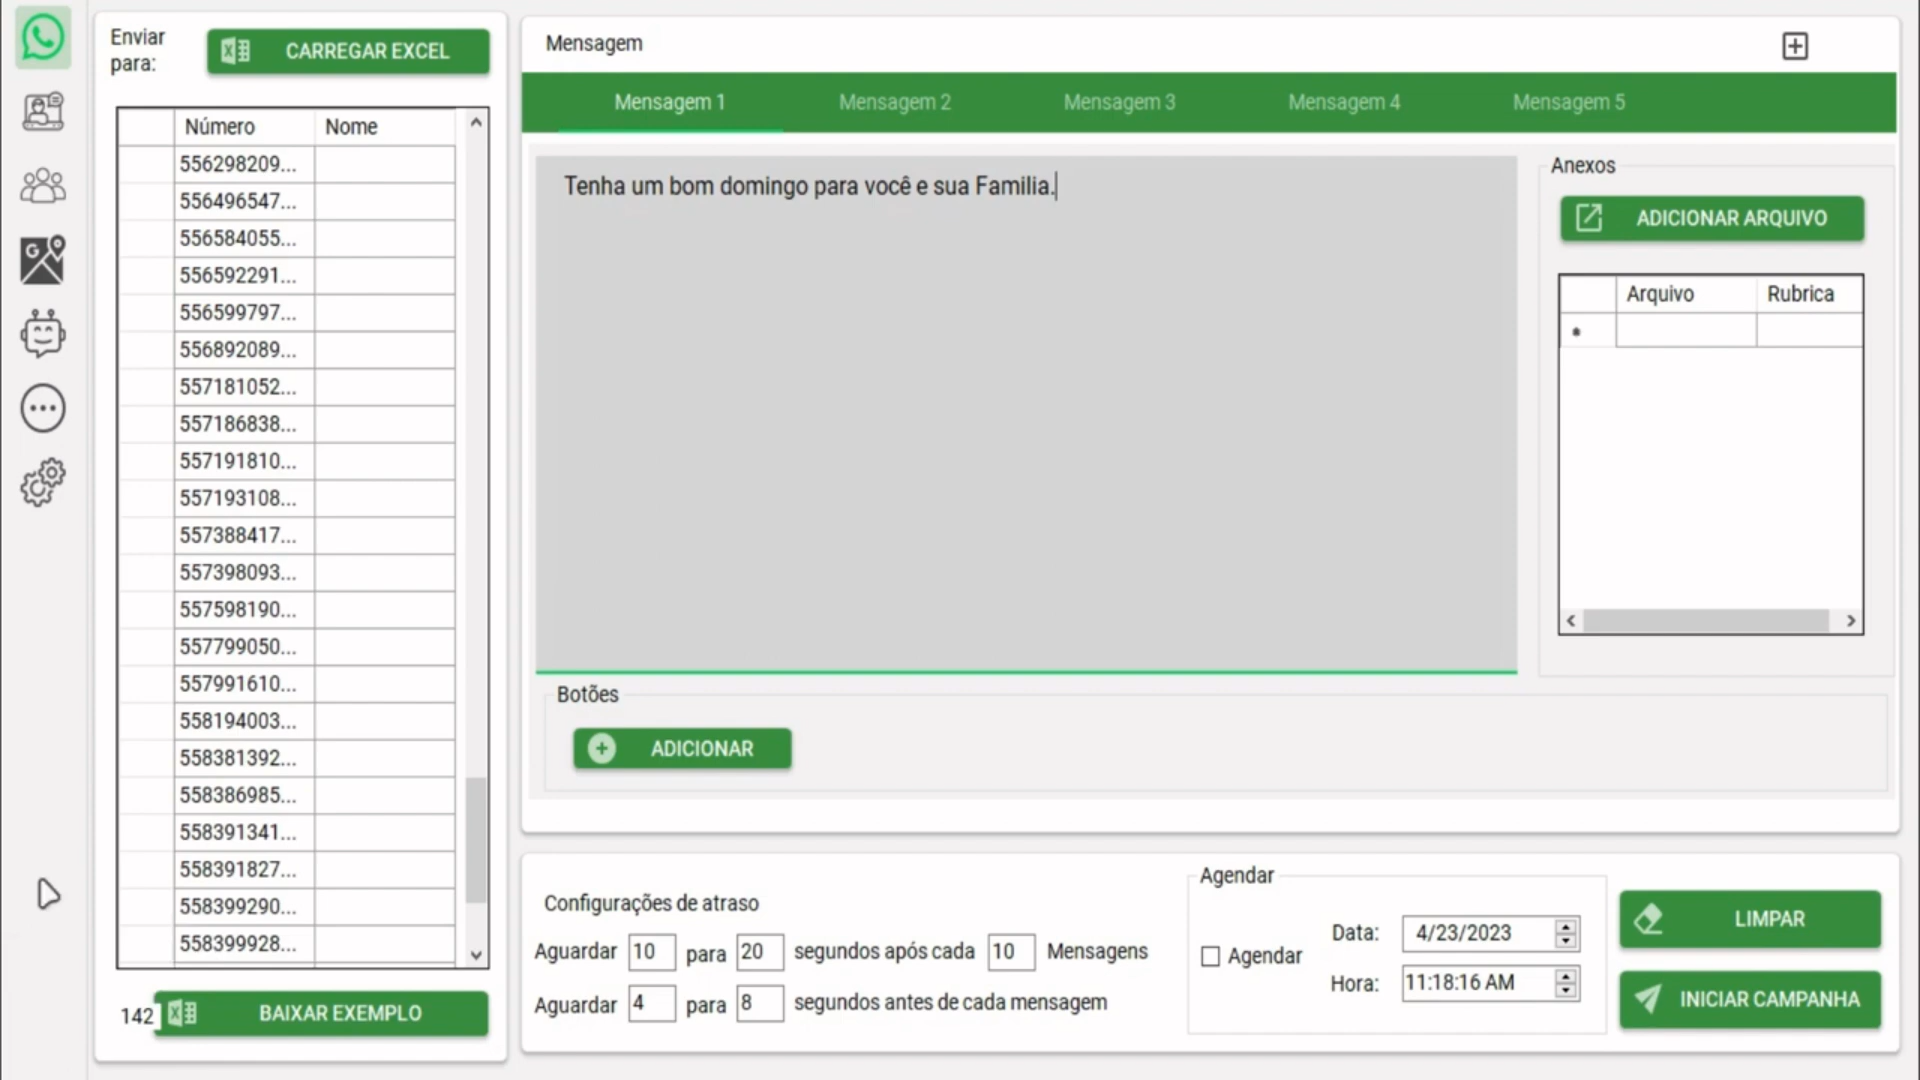 Enviar
para:
CARREGAR EXCEL
Número Nome
556298209...
556496547...
556584055...
556592291...
556599797...
556892089...
557181052...
557186838...
557191810...
557193108...
557388417...
557398093...
557598190...
557799050...
557991610...
558194003...
558381392...
558386985...
558391341...
558391827...
558399290...
558399928...
142
BAIXAR EXEMPLO
Mensagem
Mensagem 1 Mensagem 2 Mensagem 3 Mensagem 4 Mensagem 5
Tenha um bom domingo para você e sua Familia.
Anexos
ADICIONAR ARQUIVO
Arquivo Rubrica
Botões
ADICIONAR
Configurações de atraso
Aguardar 10 para 20 segundos após cada 10 Mensagens
Aguardar 4 para 8 segundos antes de cada mensagem
Agendar
Agendar
Data: 4/23/2023
Hora: 11:18:16 AM
LIMPAR
INICIAR CAMPANHA